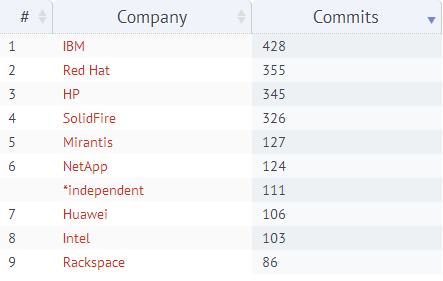 # Company Commits
1 IBM 428
2 Red Hat 355
3 HP 345
4 SolidFire 326
5 Mirantis 127
6 NetApp 124
*independent 111
7 Huawei 106
8 Intel 103
9 Rackspace 86